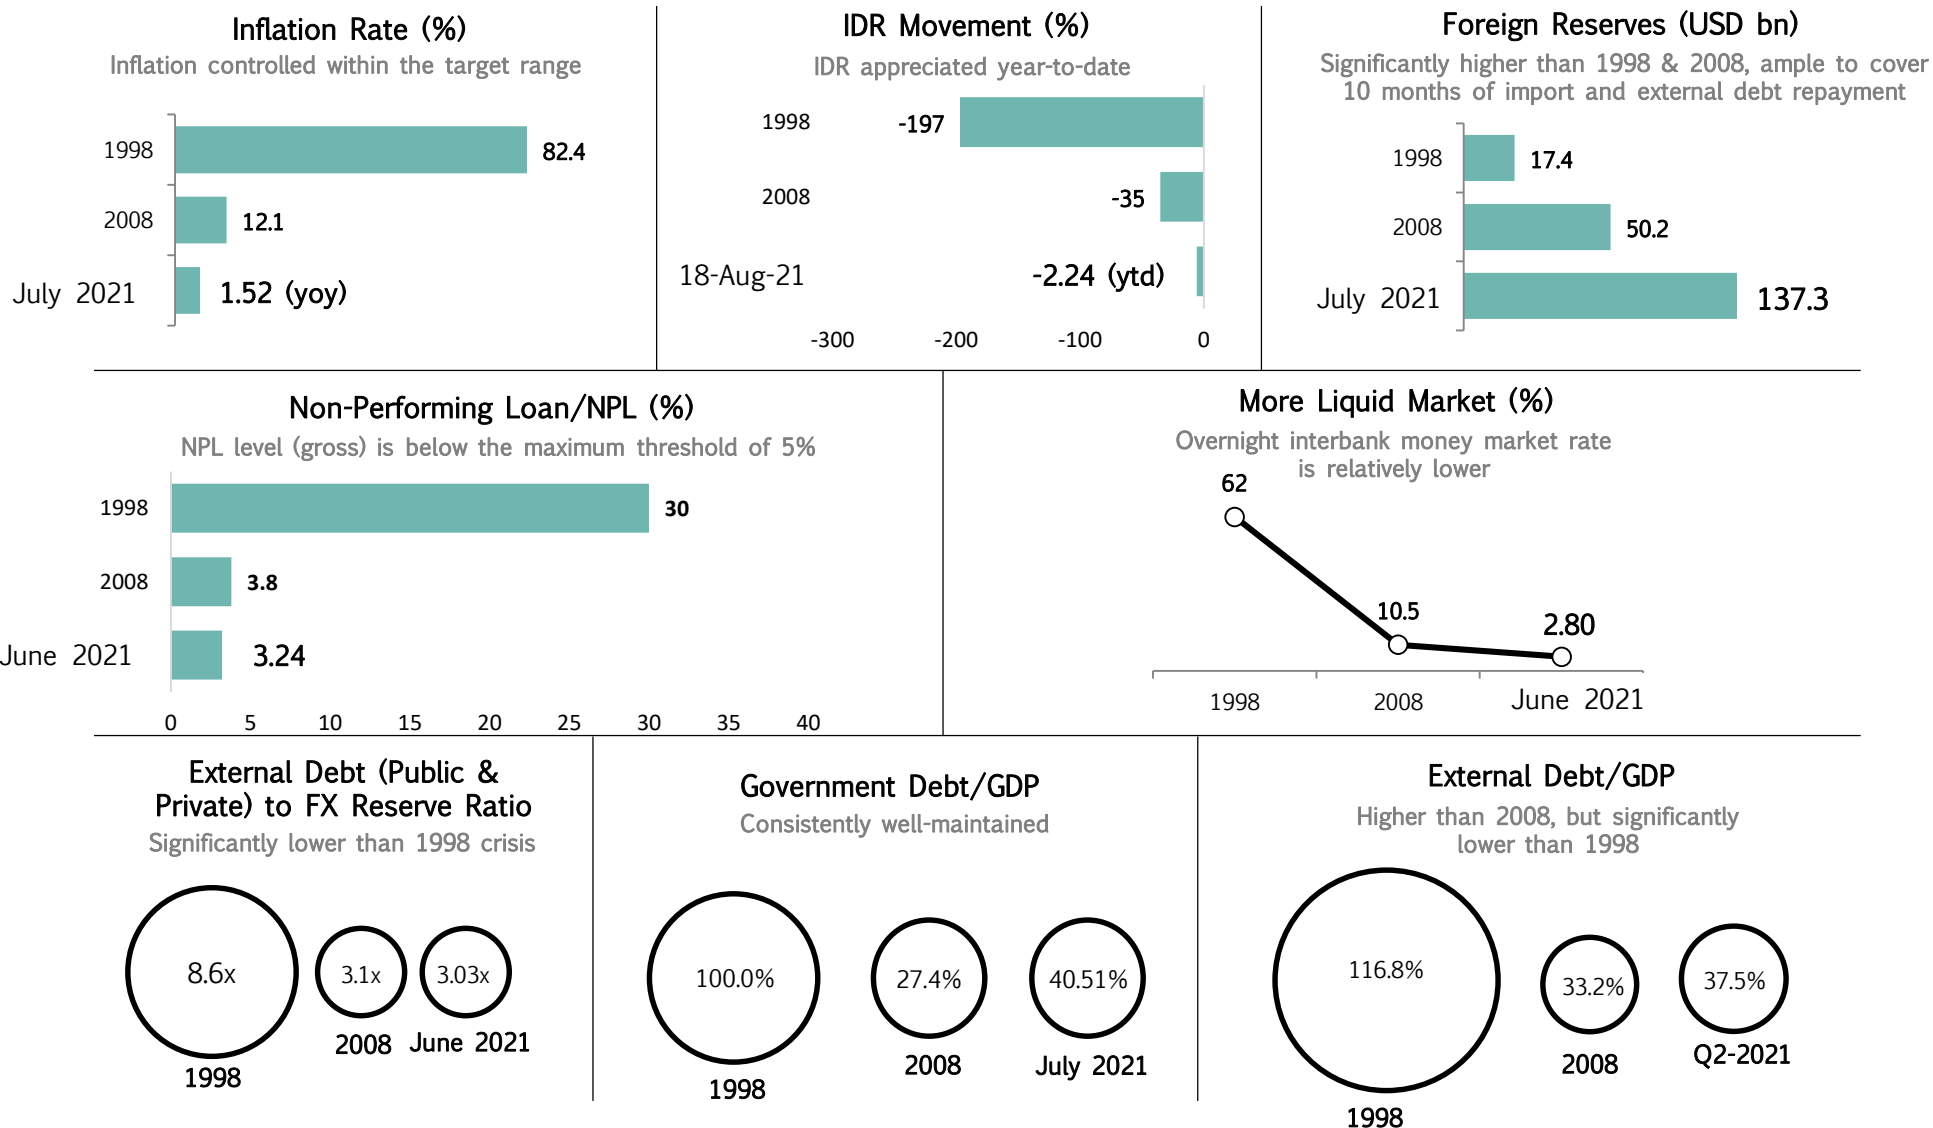 Inflation Rate (%)
Inflation controlled within the target range
1998
82.4
2008
12.1
July 2021
1.52 (yoy)
IDR Movement (%)
IDR appreciated year-to-date
1998
-197
2008
-35
18-Aug-21
-2.24 (ytd)
-300 -200 -100 0
Foreign Reserves (USD bn)
Significantly higher than 1998 & 2008, ample to cover
10 months of import and external debt repayment
1998
17.4
2008
50.2
July 2021
137.3
Non-Performing Loan/NPL (%)
NPL level (gross) is below the maximum threshold of 5%
1998
30
2008
3.8
June 2021
3.24
0 5 10 15 20 25 30 35 40
More Liquid Market (%)
Overnight interbank money market rate
is relatively lower
62
10.5
2.80
1998 2008 June 2021
External Debt (Public &
Private) to FX Reserve Ratio
Significantly lower than 1998 crisis
8.6x
3.1x
3.03x
1998
2008
June 2021
Government Debt/GDP
Consistently well-maintained
100.0%
27.4%
40.51%
1998
2008
July 2021
External Debt/GDP
Higher than 2008, but significantly
lower than 1998
116.8%
33.2%
37.5%
1998
2008
Q2-2021